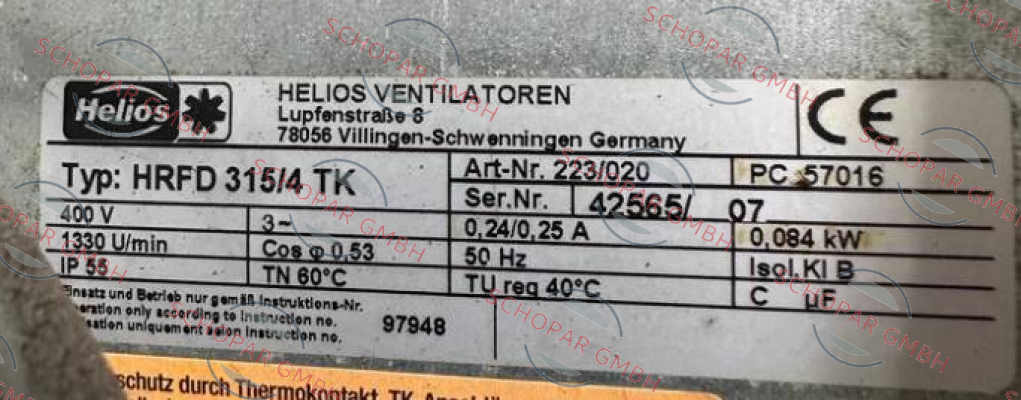 Helios
HELIOS VENTILATOREN
Lupfenstraße 8
78056 Villingen-Schwenningen Germany
CE
Typ: HRFD 315/4 TK
Art-Nr. 223/020
PC 57016
Ser.Nr. 42565/ 07
400 V
3~
0,24/0,25 A
0,084 kW
1330 U/min
Cos φ 0,53
50 Hz
Isol.Kl B
IP 55
TN 60°C
TU reg 40°C
C µF
Einsatz und Betrieb nur gemäß Instruktions-Nr.
only according to Instruction no.
uniquement selon Instruction no.
97948
schutz durch Thermokontakt, TK.
SCHOPAR GMBH